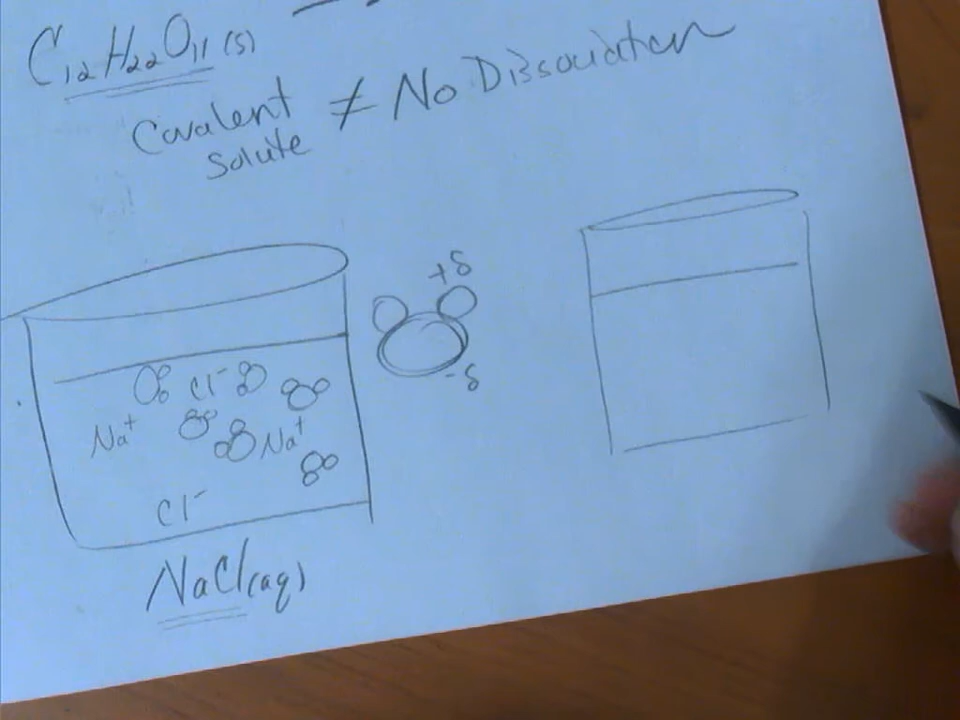 C₁₂H₂₂O₁₁(s)
Covalent ≠ No Dissociation
solute
+δ
-δ
Cl⁻
Na⁺ Na⁺
Cl⁻
NaCl(aq)